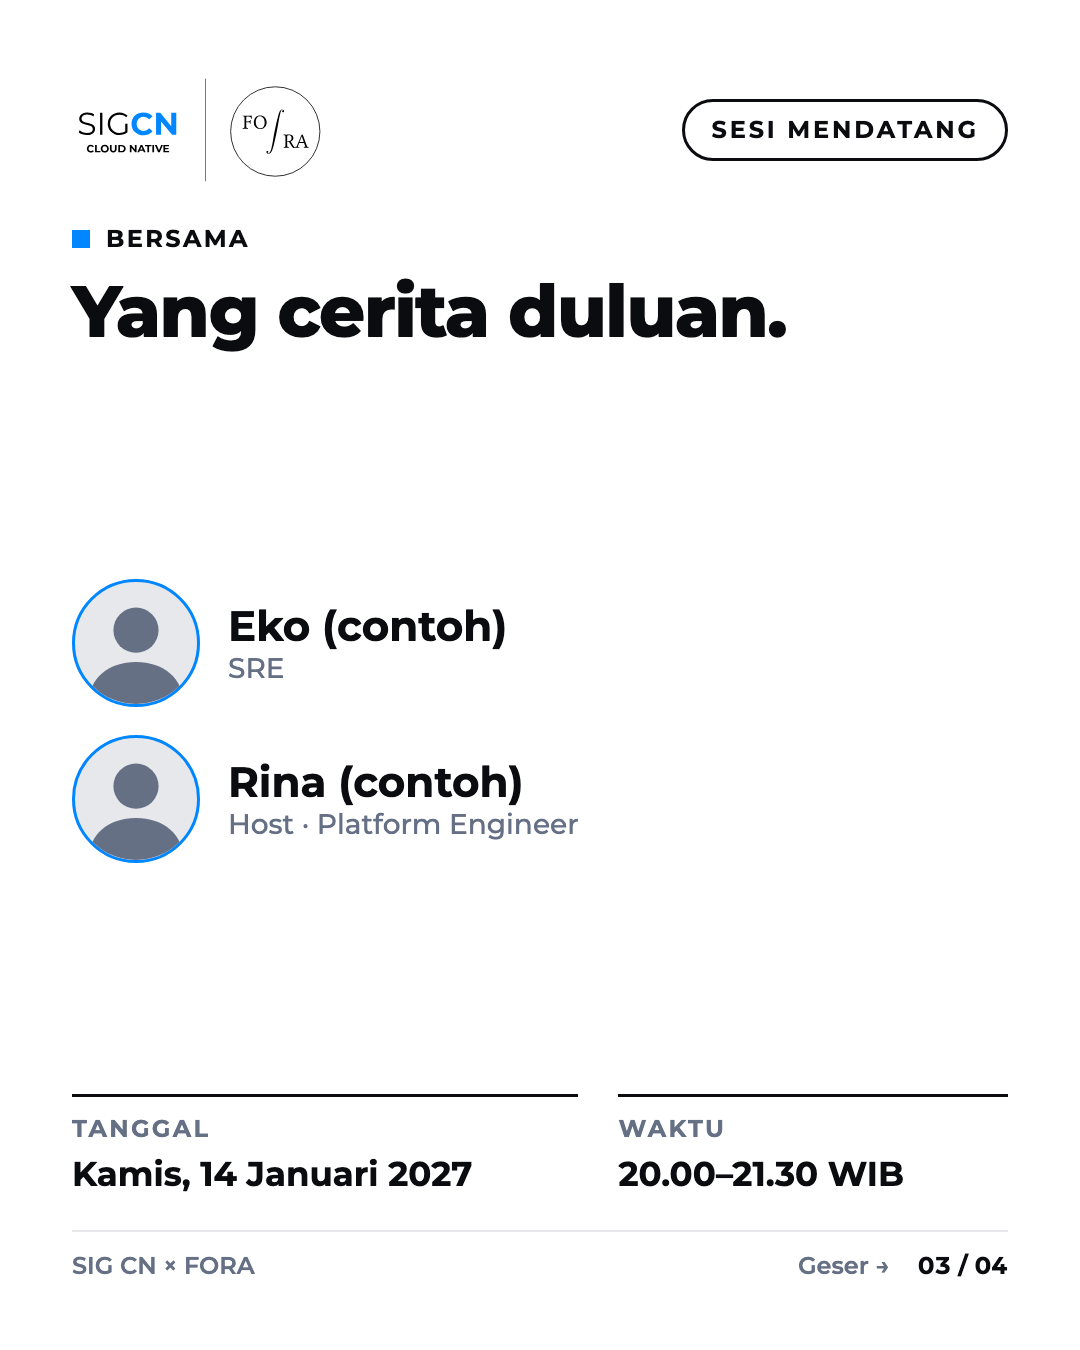 SIGCN
CLOUD NATIVE
FO
RA
SESI MENDATANG
BERSAMA
Yang cerita duluan.
Eko (contoh)
SRE
Rina (contoh)
Host · Platform Engineer
TANGGAL
Kamis, 14 Januari 2027
WAKTU
20.00–21.30 WIB
SIG CN × FORA
Geser →
03 / 04